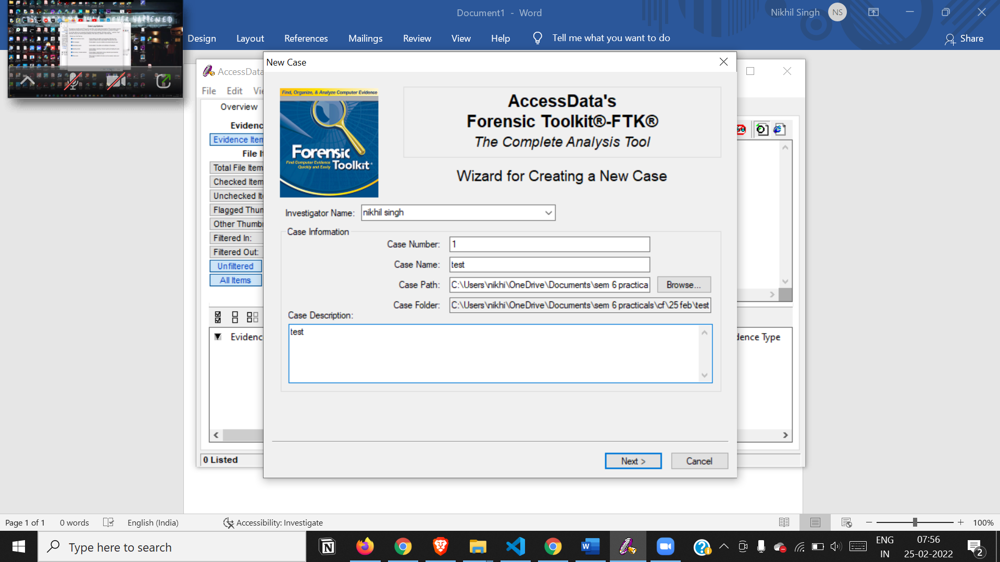 Document1 - Word
Nikhil Singh
NS
Design Layout References Mailings Review View Help Tell me what you want to do
Share
NEVER HAPPENED
AccessData
New Case
File Edit
Overview
AccessData's
Forensic Toolkit®-FTK®
The Complete Analysis Tool
Find, Organize, & Analyze Computer Evidence
Forensic
Toolkit
Find Computer Evidence
Quickly and Easily
Wizard for Creating a New Case
Evidenc
Evidence Item
File It
Total File Item
Checked Item
Unchecked Ite
Flagged Thum
Other Thumb
Filtered In:
Filtered Out:
Unfiltered
All Items
Investigator Name: nikhil singh
Case Information
Case Number: 1
Case Name: test
Case Path: C:\Users\nikhi\OneDrive\Documents\sem 6 practica Browse...
Case Folder: C:\Users\nikhi\OneDrive\Documents\sem 6 practicals\cf\25 feb\test
Case Description:
test
Evidenc
dence Type
0 Listed
Next > Cancel
Page 1 of 1 0 words English (India) Accessibility: Investigate
100%
Type here to search
ENG
IN
07:56
25-02-2022
2